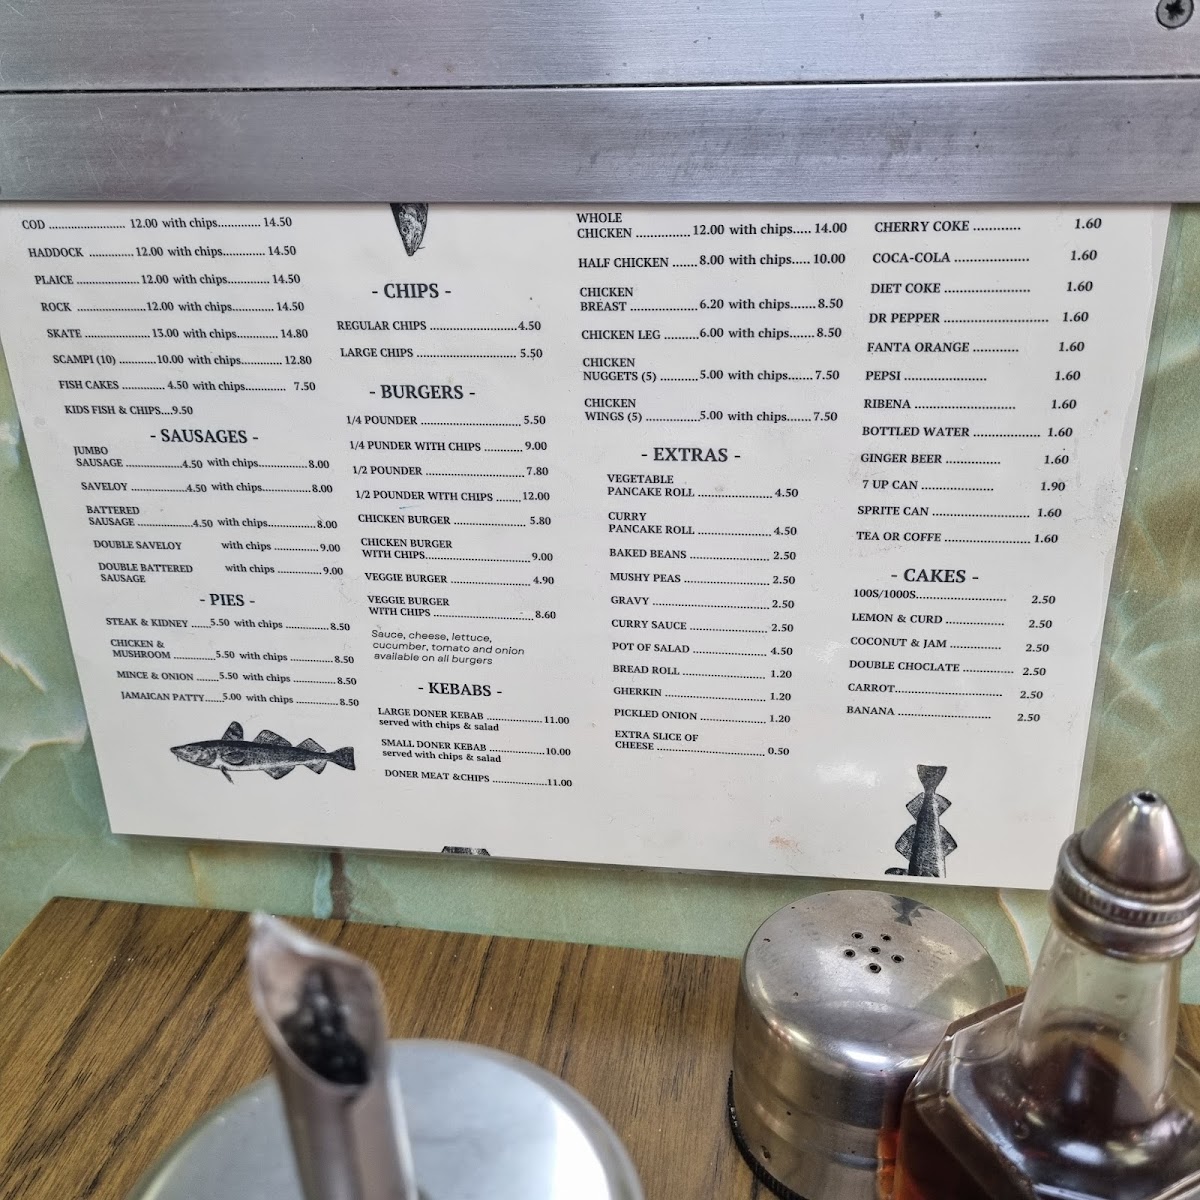 COD ........................ 12.00 with chips............. 14.50
HADDOCK ..............12.00 with chips............. 14.50
PLAICE ....................12.00 with chips............. 14.50
ROCK .......................12.00 with chips............. 14.50
SKATE .....................13.00 with chips............. 14.80
SCAMPI (10) ............10.00 with chips............. 12.80
FISH CAKES ............. 4.50 with chips............. 7.50
KIDS FISH & CHIPS...9.50
- SAUSAGES -
JUMBO
SAUSAGE ..................4.50 with chips................8.00
SAVELOY ..................4.50 with chips................8.00
BATTERED
SAUSAGE ..................4.50 with chips................8.00
DOUBLE SAVELOY with chips ..............9.00
DOUBLE BATTERED with chips ..............9.00
SAUSAGE
- PIES -
STEAK & KIDNEY ......5.50 with chips ...............8.50
CHICKEN &
MUSHROOM .............5.50 with chips ...................8.50
MINCE & ONION .......5.50 with chips ..............8.50
JAMAICAN PATTY......5.00 with chips .............8.50
- CHIPS -
REGULAR CHIPS ...........................4.50
LARGE CHIPS ............................... 5.50
- BURGERS -
1/4 POUNDER ..................................... 5.50
1/4 PUNDER WITH CHIPS ........... 9.00
1/2 POUNDER .................................... 7.80
1/2 POUNDER WITH CHIPS .......12.00
CHICKEN BURGER ......................... 5.80
CHICKEN BURGER
WITH CHIPS.................................... 9.00
VEGGIE BURGER ........................... 4.90
VEGGIE BURGER
WITH CHIPS .................................. 8.60
Sauce, cheese, lettuce,
cucumber, tomato and onion
available on all burgers
- KEBABS -
LARGE DONER KEBAB ...................11.00
served with chips & salad
SMALL DONER KEBAB ...................10.00
served with chips & salad
DONER MEAT &CHIPS ...................11.00
WHOLE
CHICKEN ...............12.00 with chips..... 14.00
HALF CHICKEN .......8.00 with chips..... 10.00
CHICKEN
BREAST ...................6.20 with chips.......8.50
CHICKEN LEG .........6.00 with chips.......8.50
CHICKEN
NUGGETS (5) ..........5.00 with chips.......7.50
CHICKEN
WINGS (5) ...............5.00 with chips.......7.50
- EXTRAS -
VEGETABLE
PANCAKE ROLL ...................... 4.50
CURRY
PANCAKE ROLL ......................4.50
BAKED BEANS ........................ 2.50
MUSHY PEAS .......................... 2.50
GRAVY .................................... 2.50
CURRY SAUCE ........................ 2.50
POT OF SALAD ........................ 4.50
BREAD ROLL .......................... 1.20
GHERKIN ................................ 1.20
PICKLED ONION .................... 1.20
EXTRA SLICE OF
CHEESE .................................. 0.50
CHERRY COKE ............ 1.60
COCA-COLA .................. 1.60
DIET COKE ..................... 1.60
DR PEPPER .......................... 1.60
FANTA ORANGE ............ 1.60
PEPSI ..................... 1.60
RIBENA .......................... 1.60
BOTTLED WATER ................. 1.60
GINGER BEER .............. 1.60
7 UP CAN .................. 1.90
SPRITE CAN ......................... 1.60
TEA OR COFFE ...................... 1.60
- CAKES -
100S/1000S........................... 2.50
LEMON & CURD ................. 2.50
COCONUT & JAM ............... 2.50
DOUBLE CHOCLATE ............... 2.50
CARROT................................ 2.50
BANANA ............................ 2.50